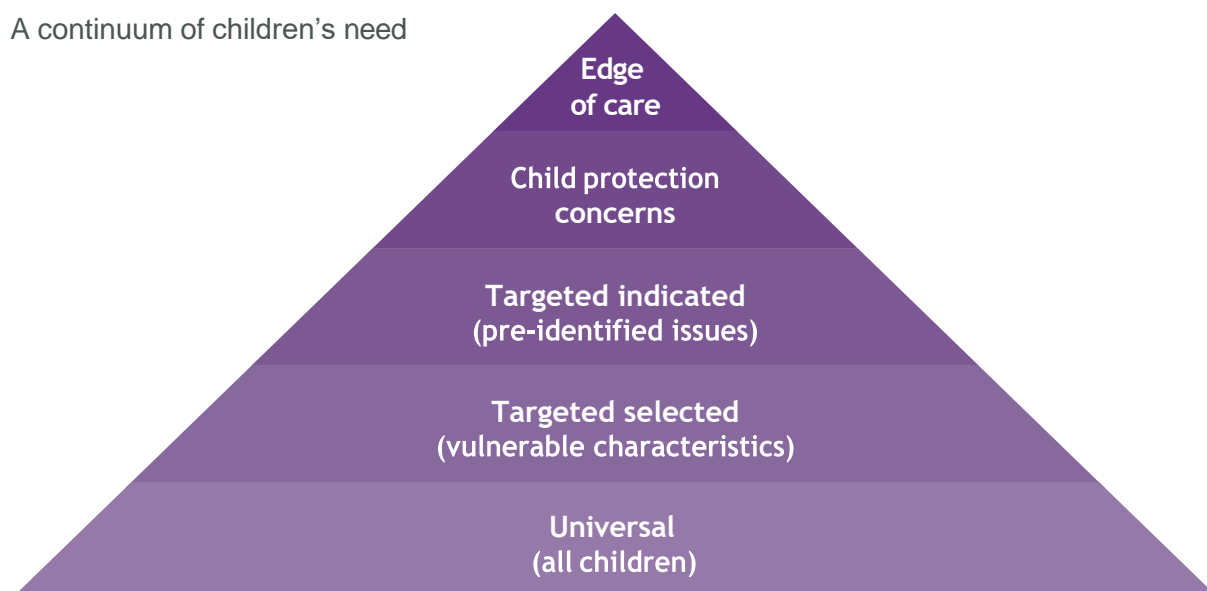 A continuum of children’s need
Edge
of care
Child protection
concerns
Targeted indicated
(pre-identified issues)
Targeted selected
(vulnerable characteristics)
Universal
(all children)